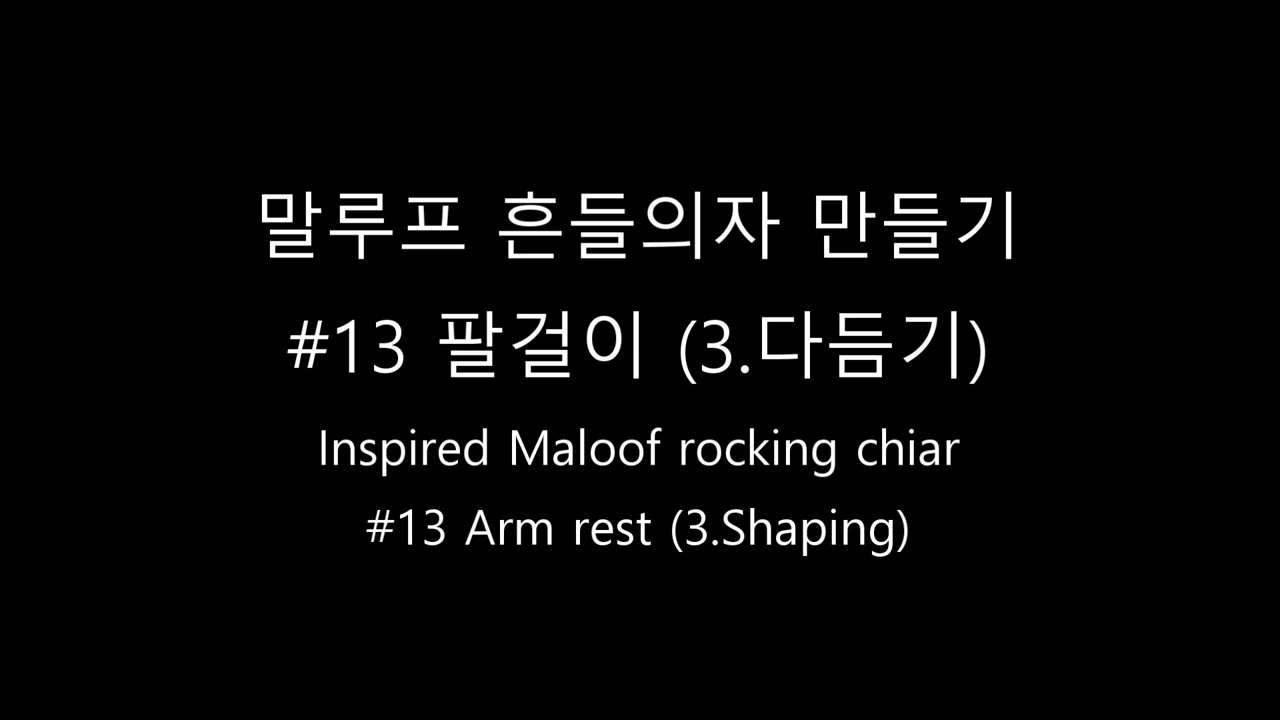 말루프 흔들의자 만들기
#13 팔걸이 (3.다듬기)
Inspired Maloof rocking chiar
#13 Arm rest (3.Shaping)